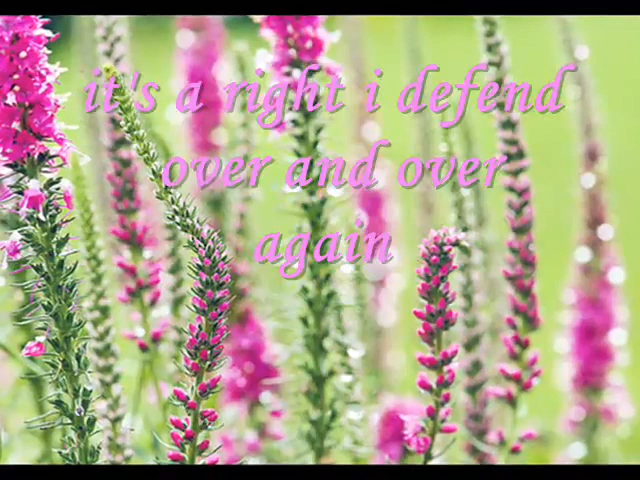 it's a right i defend
over and over
again